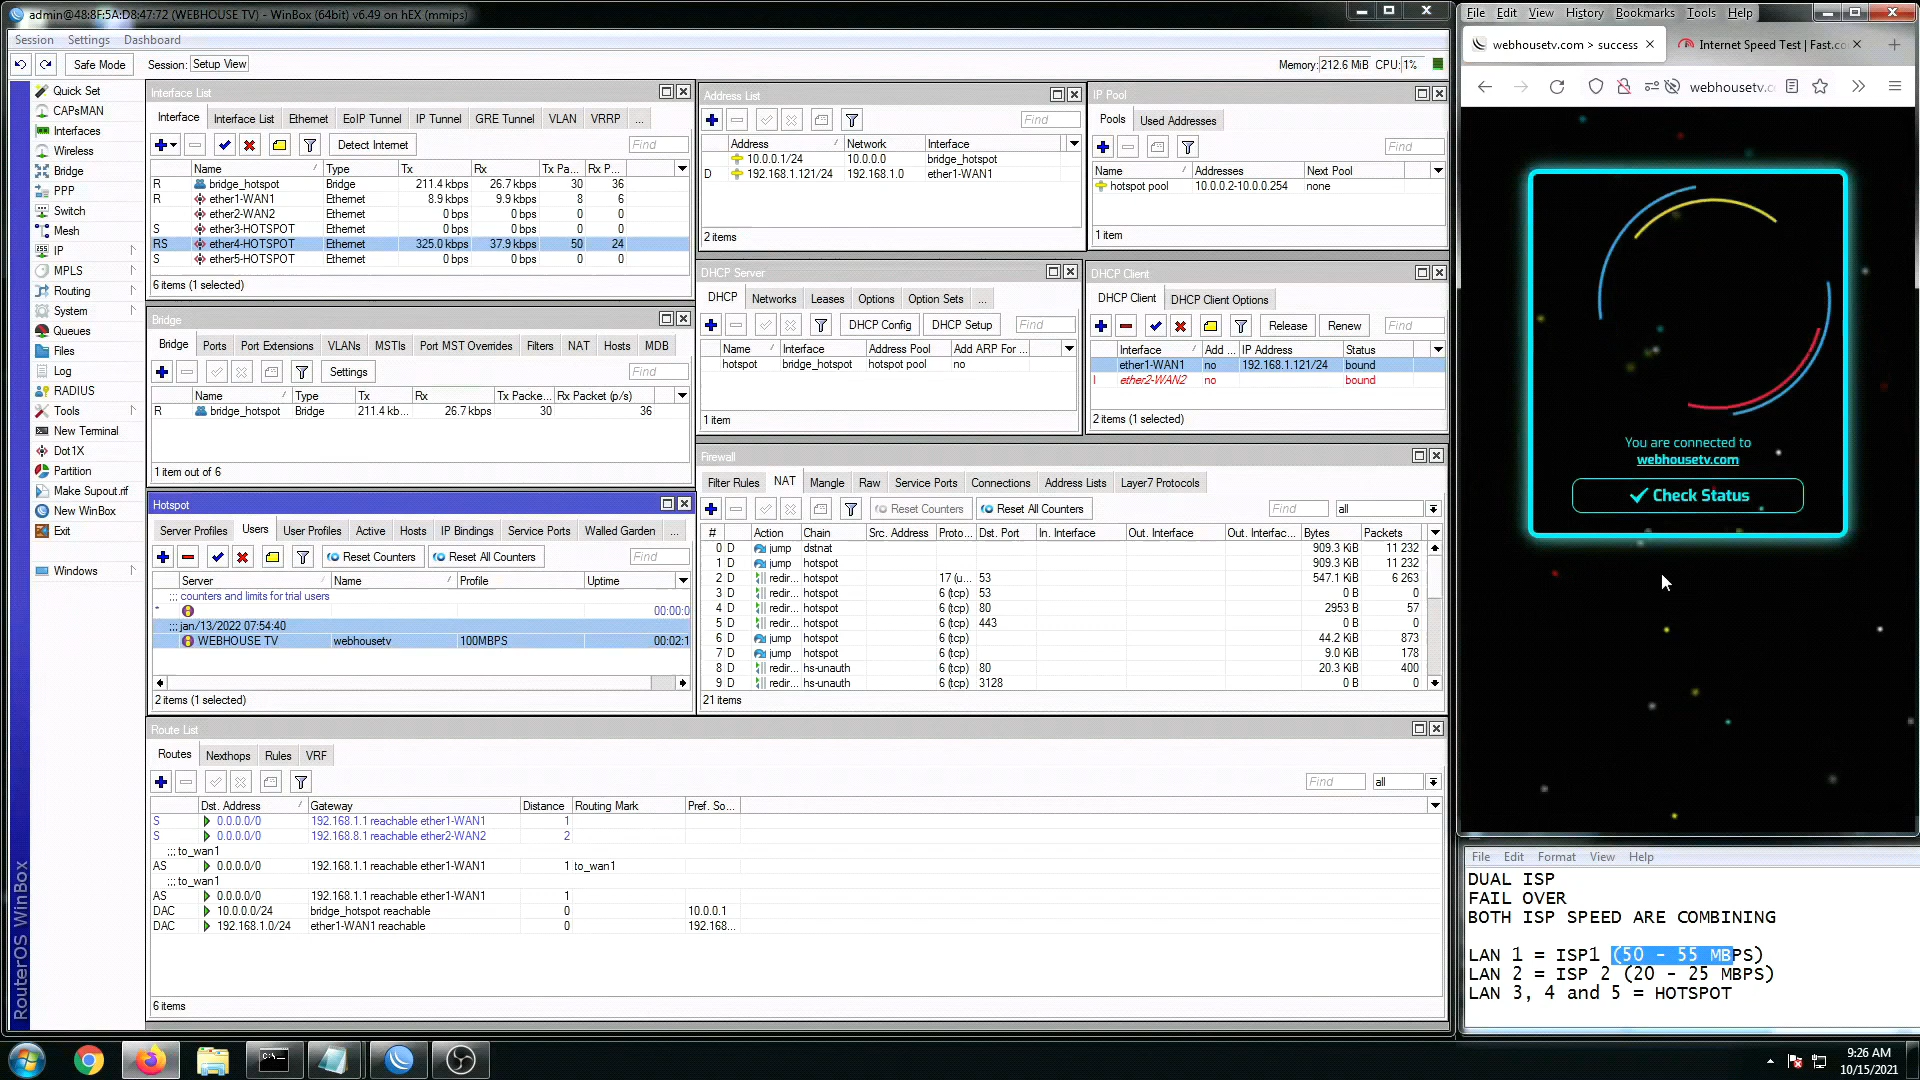 admin@48:8F:5A:D8:47:72 (WEBHOUSE TV) - WinBox (64bit) v6.49 on hEX (mmips)
Session Settings Dashboard
Safe Mode Session: Setup View Memory: 212.6 MiB CPU: 1%
Quick Set
CAPsMAN
Interfaces
Wireless
Bridge
PPP
Switch
Mesh
IP
MPLS
Routing
System
Queues
Files
Log
RADIUS
Tools
New Terminal
Dot1X
Partition
Make Supout.rif
New WinBox
Exit
Windows
RouterOS WinBox
Interface List
Interface Interface List Ethernet EoIP Tunnel IP Tunnel GRE Tunnel VLAN VRRP ...
Detect Internet Find
Name Type Tx Rx Tx Pa... Rx P...
R bridge_hotspot Bridge 211.4 kbps 26.7 kbps 30 36
R ether1-WAN1 Ethernet 8.9 kbps 9.9 kbps 8 6
ether2-WAN2 Ethernet 0 bps 0 bps 0 0
S ether3-HOTSPOT Ethernet 0 bps 0 bps 0 0
RS ether4-HOTSPOT Ethernet 325.0 kbps 37.9 kbps 50 24
S ether5-HOTSPOT Ethernet 0 bps 0 bps 0 0
6 items (1 selected)
Bridge
Bridge Ports Port Extensions VLANs MSTIs Port MST Overrides Filters NAT Hosts MDB
Settings Find
Name Type Tx Rx Tx Packe... Rx Packet (p/s)
R bridge_hotspot Bridge 211.4 kb... 26.7 kbps 30 36
1 item out of 6
Hotspot
Server Profiles Users User Profiles Active Hosts IP Bindings Service Ports Walled Garden ...
Reset Counters Reset All Counters Find
Server Name Profile Uptime
;;; counters and limits for trial users
* 00:00:0
;;; jan/13/2022 07:54:40
WEBHOUSE TV webhousetv 100MBPS 00:02:1
2 items (1 selected)
Address List
Find
Address Network Interface
10.0.0.1/24 10.0.0.0 bridge_hotspot
D 192.168.1.121/24 192.168.1.0 ether1-WAN1
2 items
IP Pool
Pools Used Addresses
Find
Name Addresses Next Pool
hotspot pool 10.0.0.2-10.0.0.254 none
1 item
DHCP Server
DHCP Networks Leases Options Option Sets ...
DHCP Config DHCP Setup Find
Name Interface Address Pool Add ARP For ...
hotspot bridge_hotspot hotspot pool no
1 item
DHCP Client
DHCP Client DHCP Client Options
Release Renew Find
Interface Add ... IP Address Status
ether1-WAN1 no 192.168.1.121/24 bound
I ether2-WAN2 no bound
2 items (1 selected)
Firewall
Filter Rules NAT Mangle Raw Service Ports Connections Address Lists Layer7 Protocols
Reset Counters Reset All Counters Find all
# Action Chain Src. Address Proto... Dst. Port In. Interface Out. Interface Out. Interfac... Bytes Packets
0 D jump dstnat 909.3 KiB 11 232
1 D jump hotspot 909.3 KiB 11 232
2 D redir... hotspot 17 (u... 53 547.1 KiB 6 263
3 D redir... hotspot 6 (tcp) 53 0 B 0
4 D redir... hotspot 6 (tcp) 80 2953 B 57
5 D redir... hotspot 6 (tcp) 443 0 B 0
6 D jump hotspot 6 (tcp) 44.2 KiB 873
7 D jump hotspot 6 (tcp) 9.0 KiB 178
8 D redir... hs-unauth 6 (tcp) 80 20.3 KiB 400
9 D redir... hs-unauth 6 (tcp) 3128 0 B 0
21 items
Route List
Routes Nexthops Rules VRF
Find all
Dst. Address Gateway Distance Routing Mark Pref. So...
S 0.0.0.0/0 192.168.1.1 reachable ether1-WAN1 1
S 0.0.0.0/0 192.168.8.1 reachable ether2-WAN2 2
;;; to_wan1
AS 0.0.0.0/0 192.168.1.1 reachable ether1-WAN1 1 to_wan1
;;; to_wan1
AS 0.0.0.0/0 192.168.1.1 reachable ether1-WAN1 1
DAC 10.0.0.0/24 bridge_hotspot reachable 0 10.0.0.1
DAC 192.168.1.0/24 ether1-WAN1 reachable 0 192.168...
6 items
File Edit View History Bookmarks Tools Help
webhousetv.com > success Internet Speed Test | Fast.co
webhousetv.c
You are connected to
webhousetv.com
Check Status
File Edit Format View Help
DUAL ISP
FAIL OVER
BOTH ISP SPEED ARE COMBINING
LAN 1 = ISP1 (50 - 55 MBPS)
LAN 2 = ISP 2 (20 - 25 MBPS)
LAN 3, 4 and 5 = HOTSPOT
9:26 AM
10/15/2021